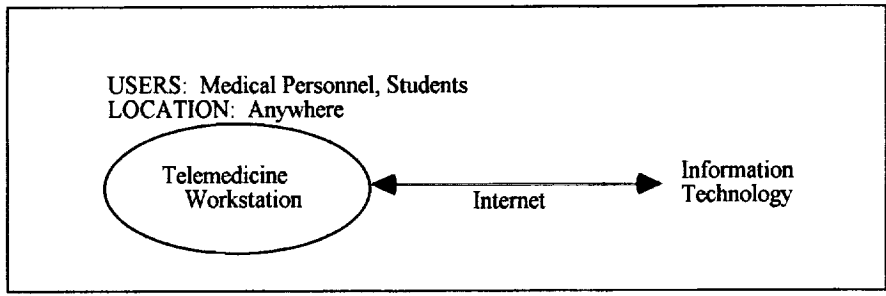 USERS: Medical Personnel, Students
LOCATION: Anywhere
Telemedicine
Workstation
Internet
Information
Technology